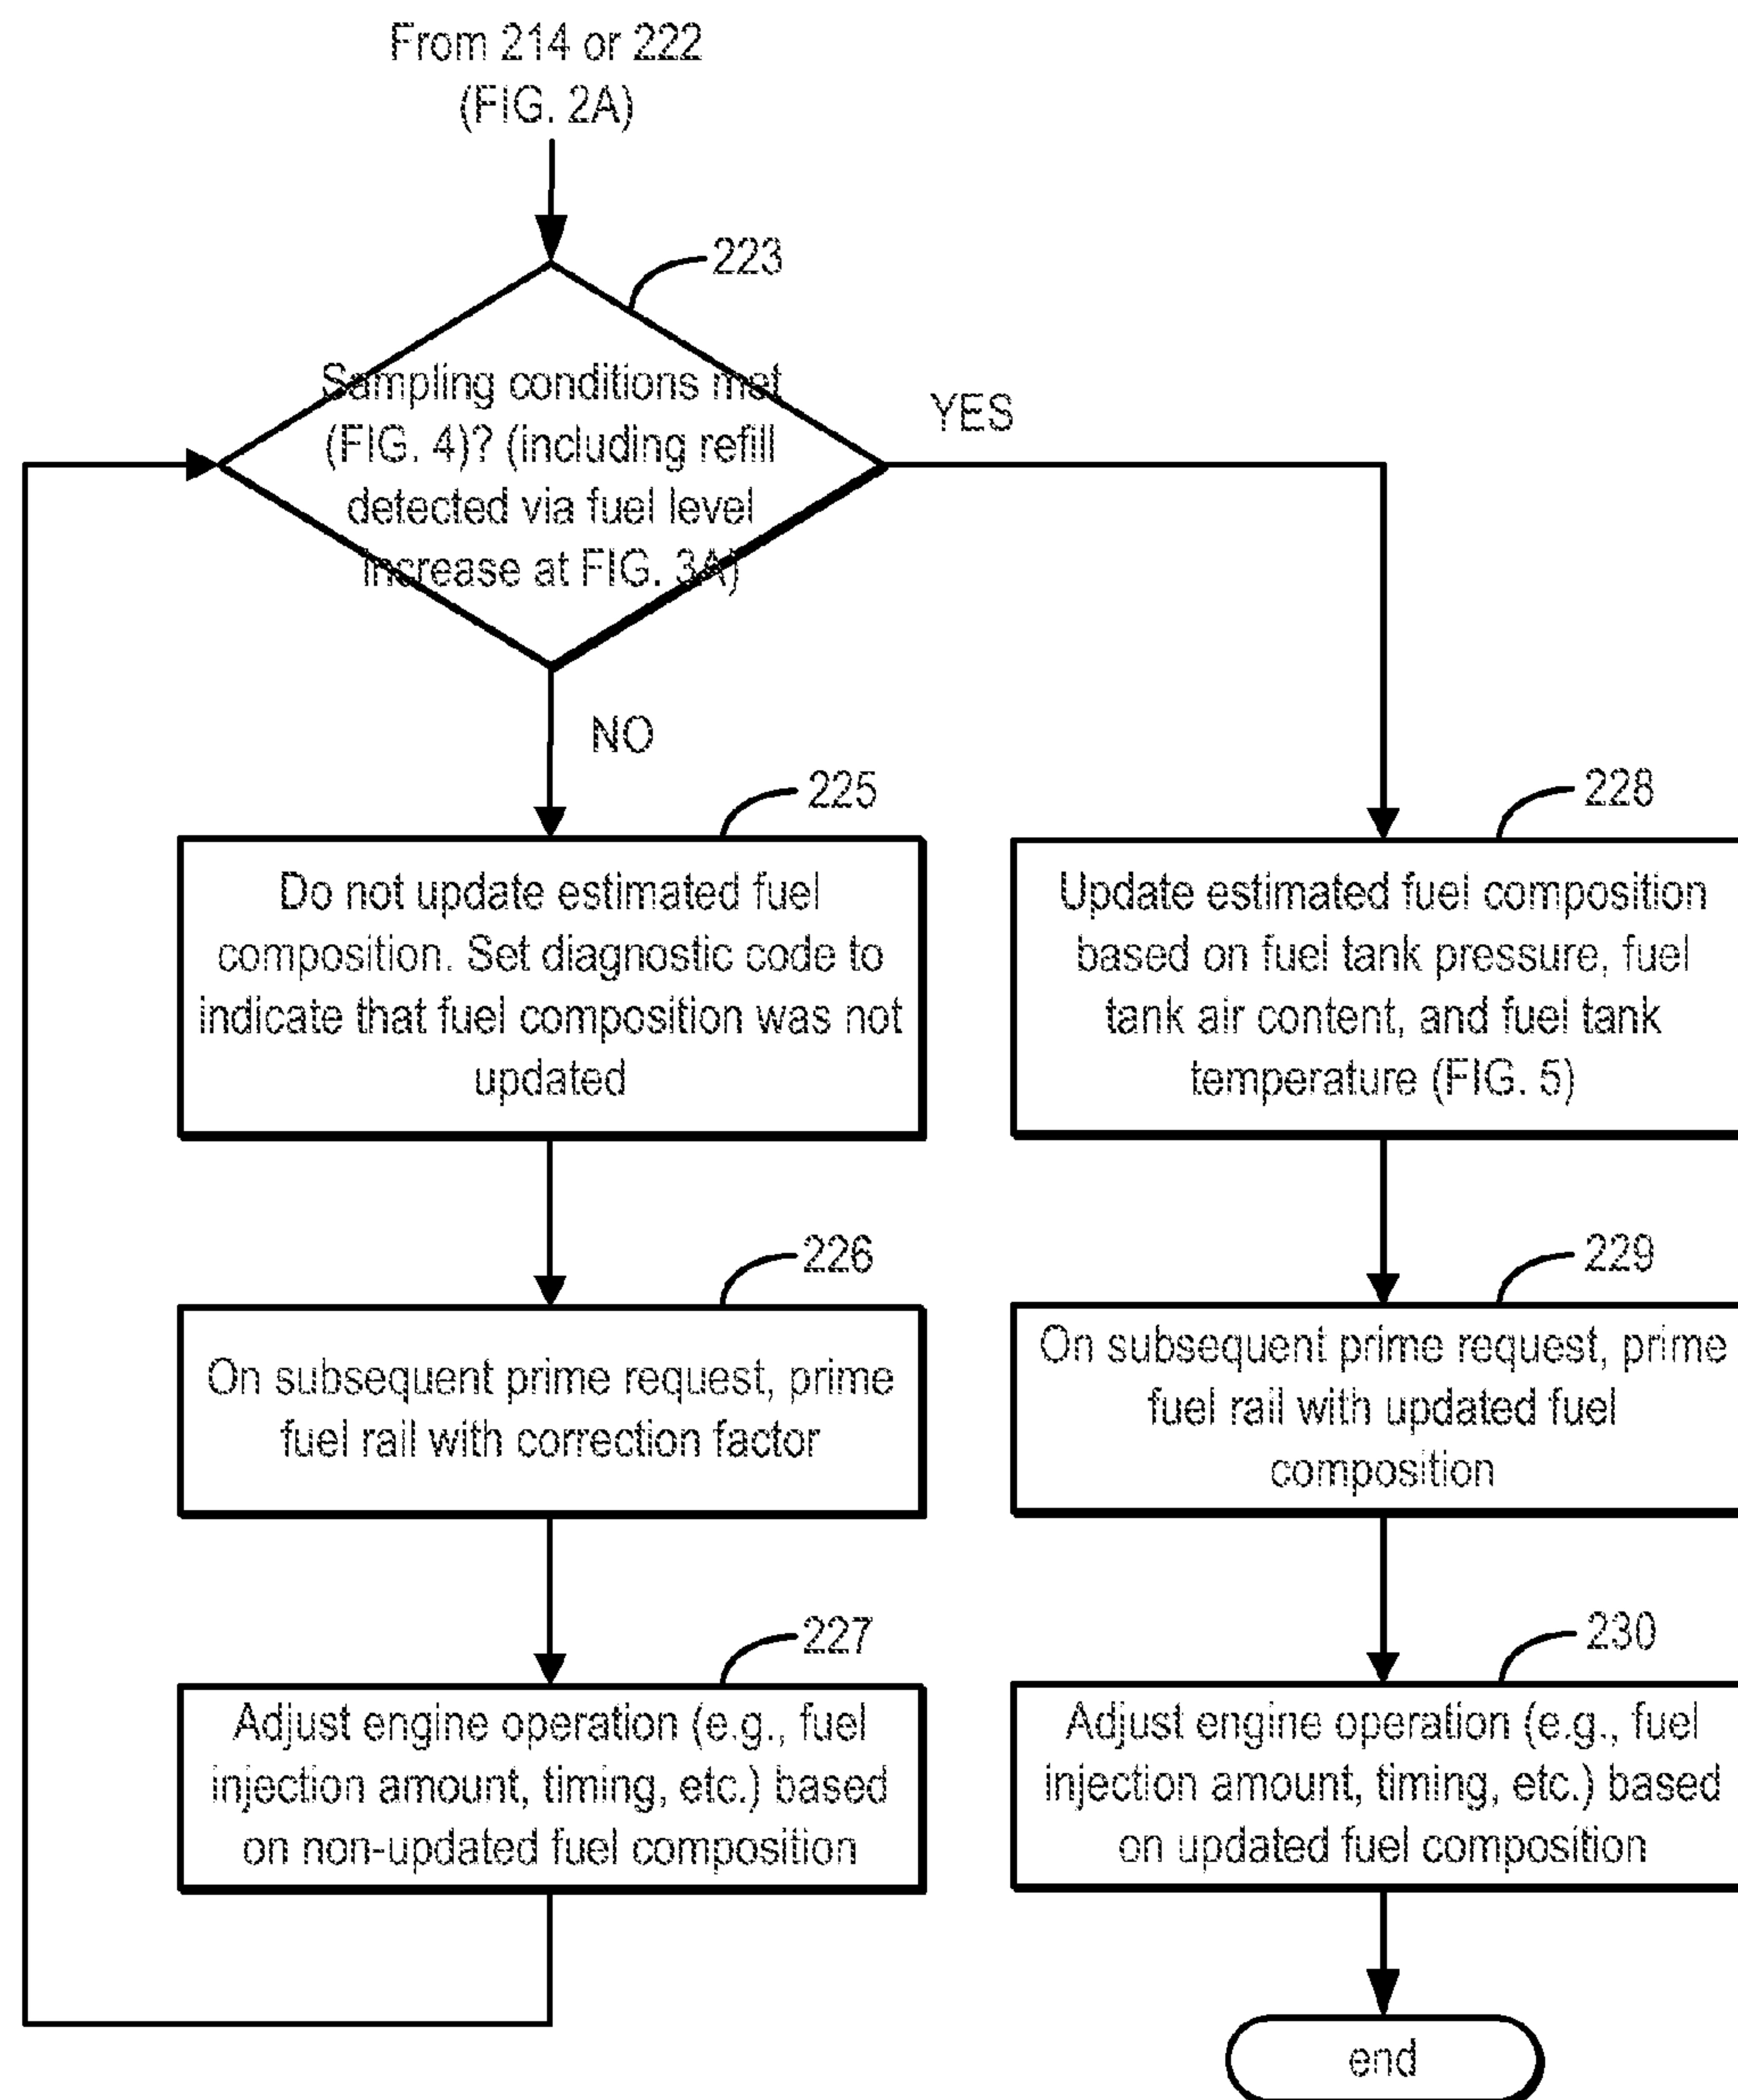 From 214 or 222
(FIG. 2A)
223
Sampling conditions met
(FIG. 4)? (including refill
detected via fuel level
increase at FIG. 3A)
YES
NO
225
Do not update estimated fuel
composition. Set diagnostic code to
indicate that fuel composition was not
updated
228
Update estimated fuel composition
based on fuel tank pressure, fuel
tank air content, and fuel tank
temperature (FIG. 5)
226
On subsequent prime request, prime
fuel rail with correction factor
229
On subsequent prime request, prime
fuel rail with updated fuel
composition
227
Adjust engine operation (e.g., fuel
injection amount, timing, etc.) based
on non-updated fuel composition
230
Adjust engine operation (e.g., fuel
injection amount, timing, etc.) based
on updated fuel composition
end